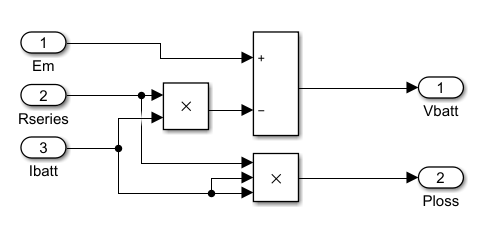 1
Em
2
Rseries
3
Ibatt
×
+
−
×
1
Vbatt
2
Ploss